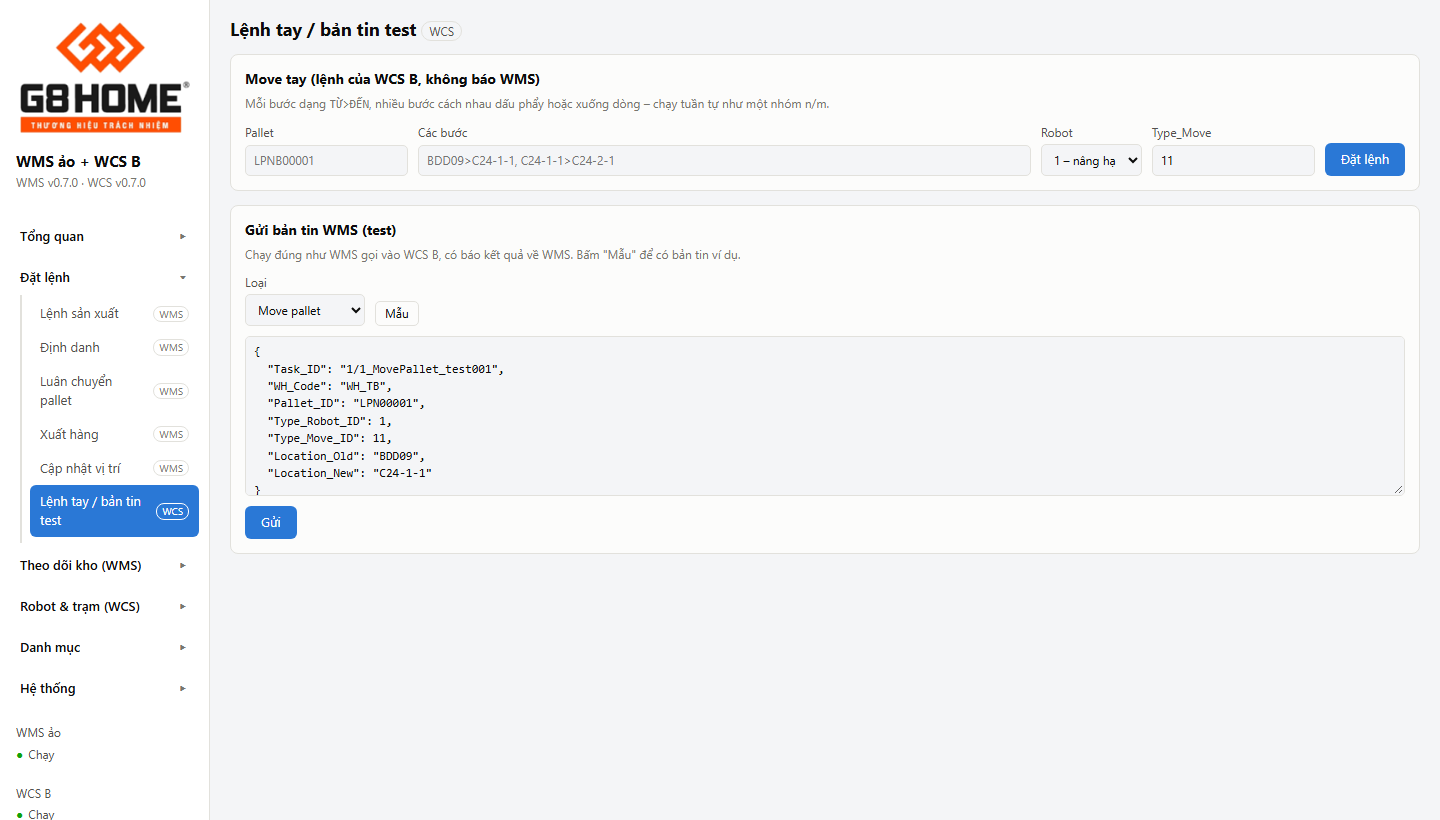 G8 HOME®
THƯƠNG HIỆU TRÁCH NHIỆM
WMS ảo + WCS B
WMS v0.7.0 · WCS v0.7.0
Tổng quan ▸
Đặt lệnh ▾
Lệnh sản xuất WMS
Định danh WMS
Luân chuyển
pallet WMS
Xuất hàng WMS
Cập nhật vị trí WMS
Lệnh tay / bản tin
test WCS
Theo dõi kho (WMS) ▸
Robot & trạm (WCS) ▸
Danh mục ▸
Hệ thống ▸
WMS ảo
● Chạy
WCS B
● Chạy
Lệnh tay / bản tin test WCS
Move tay (lệnh của WCS B, không báo WMS)
Mỗi bước dạng TỪ>ĐẾN, nhiều bước cách nhau dấu phẩy hoặc xuống dòng – chạy tuần tự như một nhóm n/m.
Pallet Các bước Robot Type_Move
LPNB00001 BDD09>C24-1-1, C24-1-1>C24-2-1 1 – nâng hạ 11 Đặt lệnh
Gửi bản tin WMS (test)
Chạy đúng như WMS gọi vào WCS B, có báo kết quả về WMS. Bấm "Mẫu" để có bản tin ví dụ.
Loại
Move pallet Mẫu
{
"Task_ID": "1/1_MovePallet_test001",
"WH_Code": "WH_TB",
"Pallet_ID": "LPN00001",
"Type_Robot_ID": 1,
"Type_Move_ID": 11,
"Location_Old": "BDD09",
"Location_New": "C24-1-1"
}
Gửi